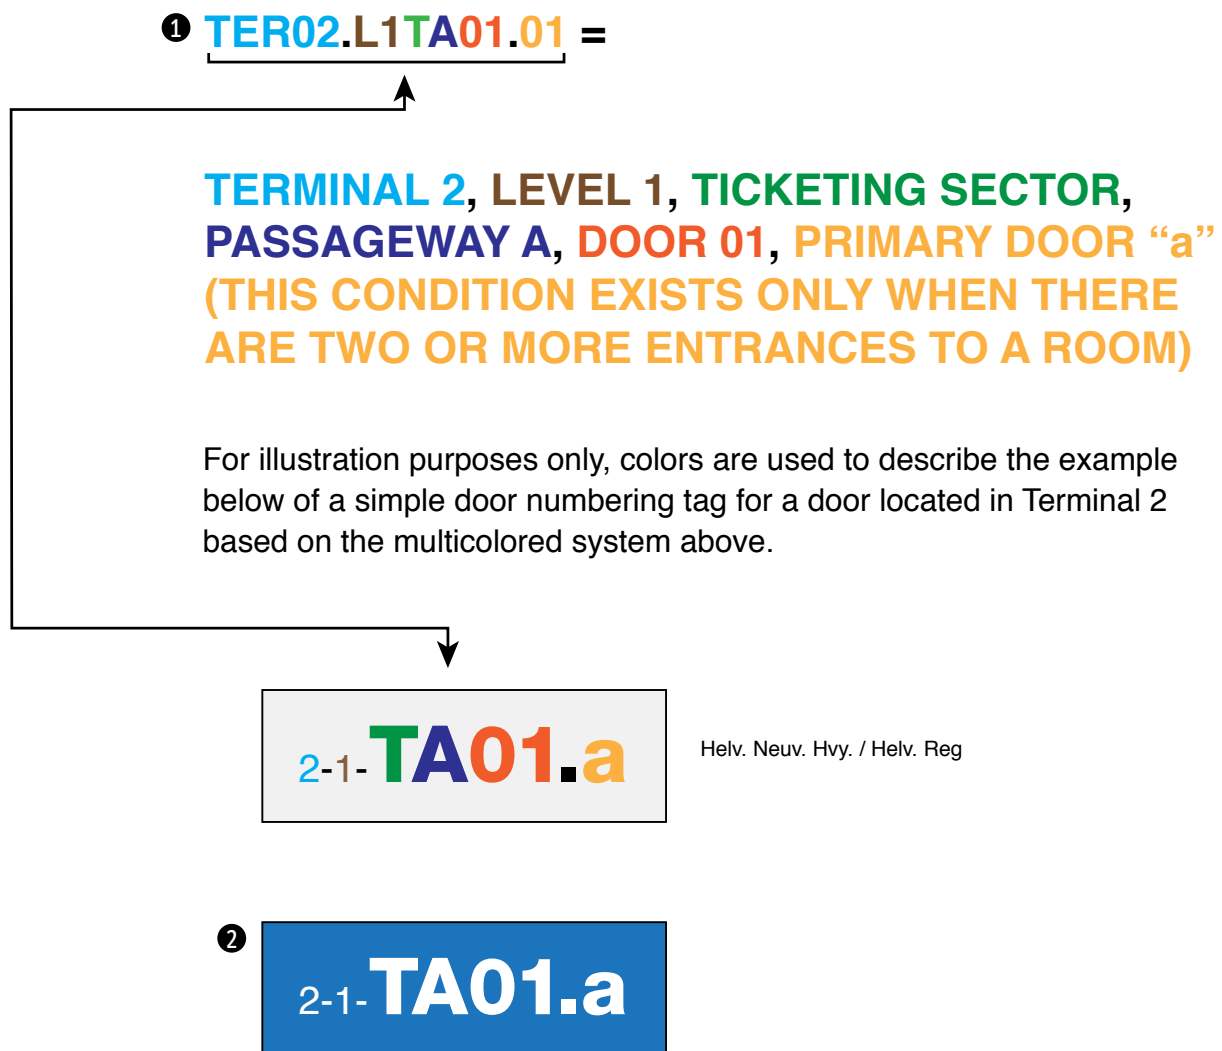 ❶ TER02.L1TA01.01 =
TERMINAL 2, LEVEL 1, TICKETING SECTOR,
PASSAGEWAY A, DOOR 01, PRIMARY DOOR “a”
(THIS CONDITION EXISTS ONLY WHEN THERE
ARE TWO OR MORE ENTRANCES TO A ROOM)
For illustration purposes only, colors are used to describe the example
below of a simple door numbering tag for a door located in Terminal 2
based on the multicolored system above.
2-1-TA01.a
Helv. Neuv. Hvy. / Helv. Reg
❷
2-1-TA01.a